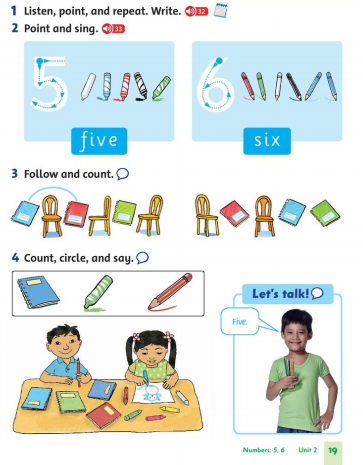 1 Listen, point, and repeat. Write. 32
2 Point and sing. 33
5
6
five
six
3 Follow and count.
4 Count, circle, and say.
Let's talk!
Five.
Numbers: 5, 6 Unit 2 19